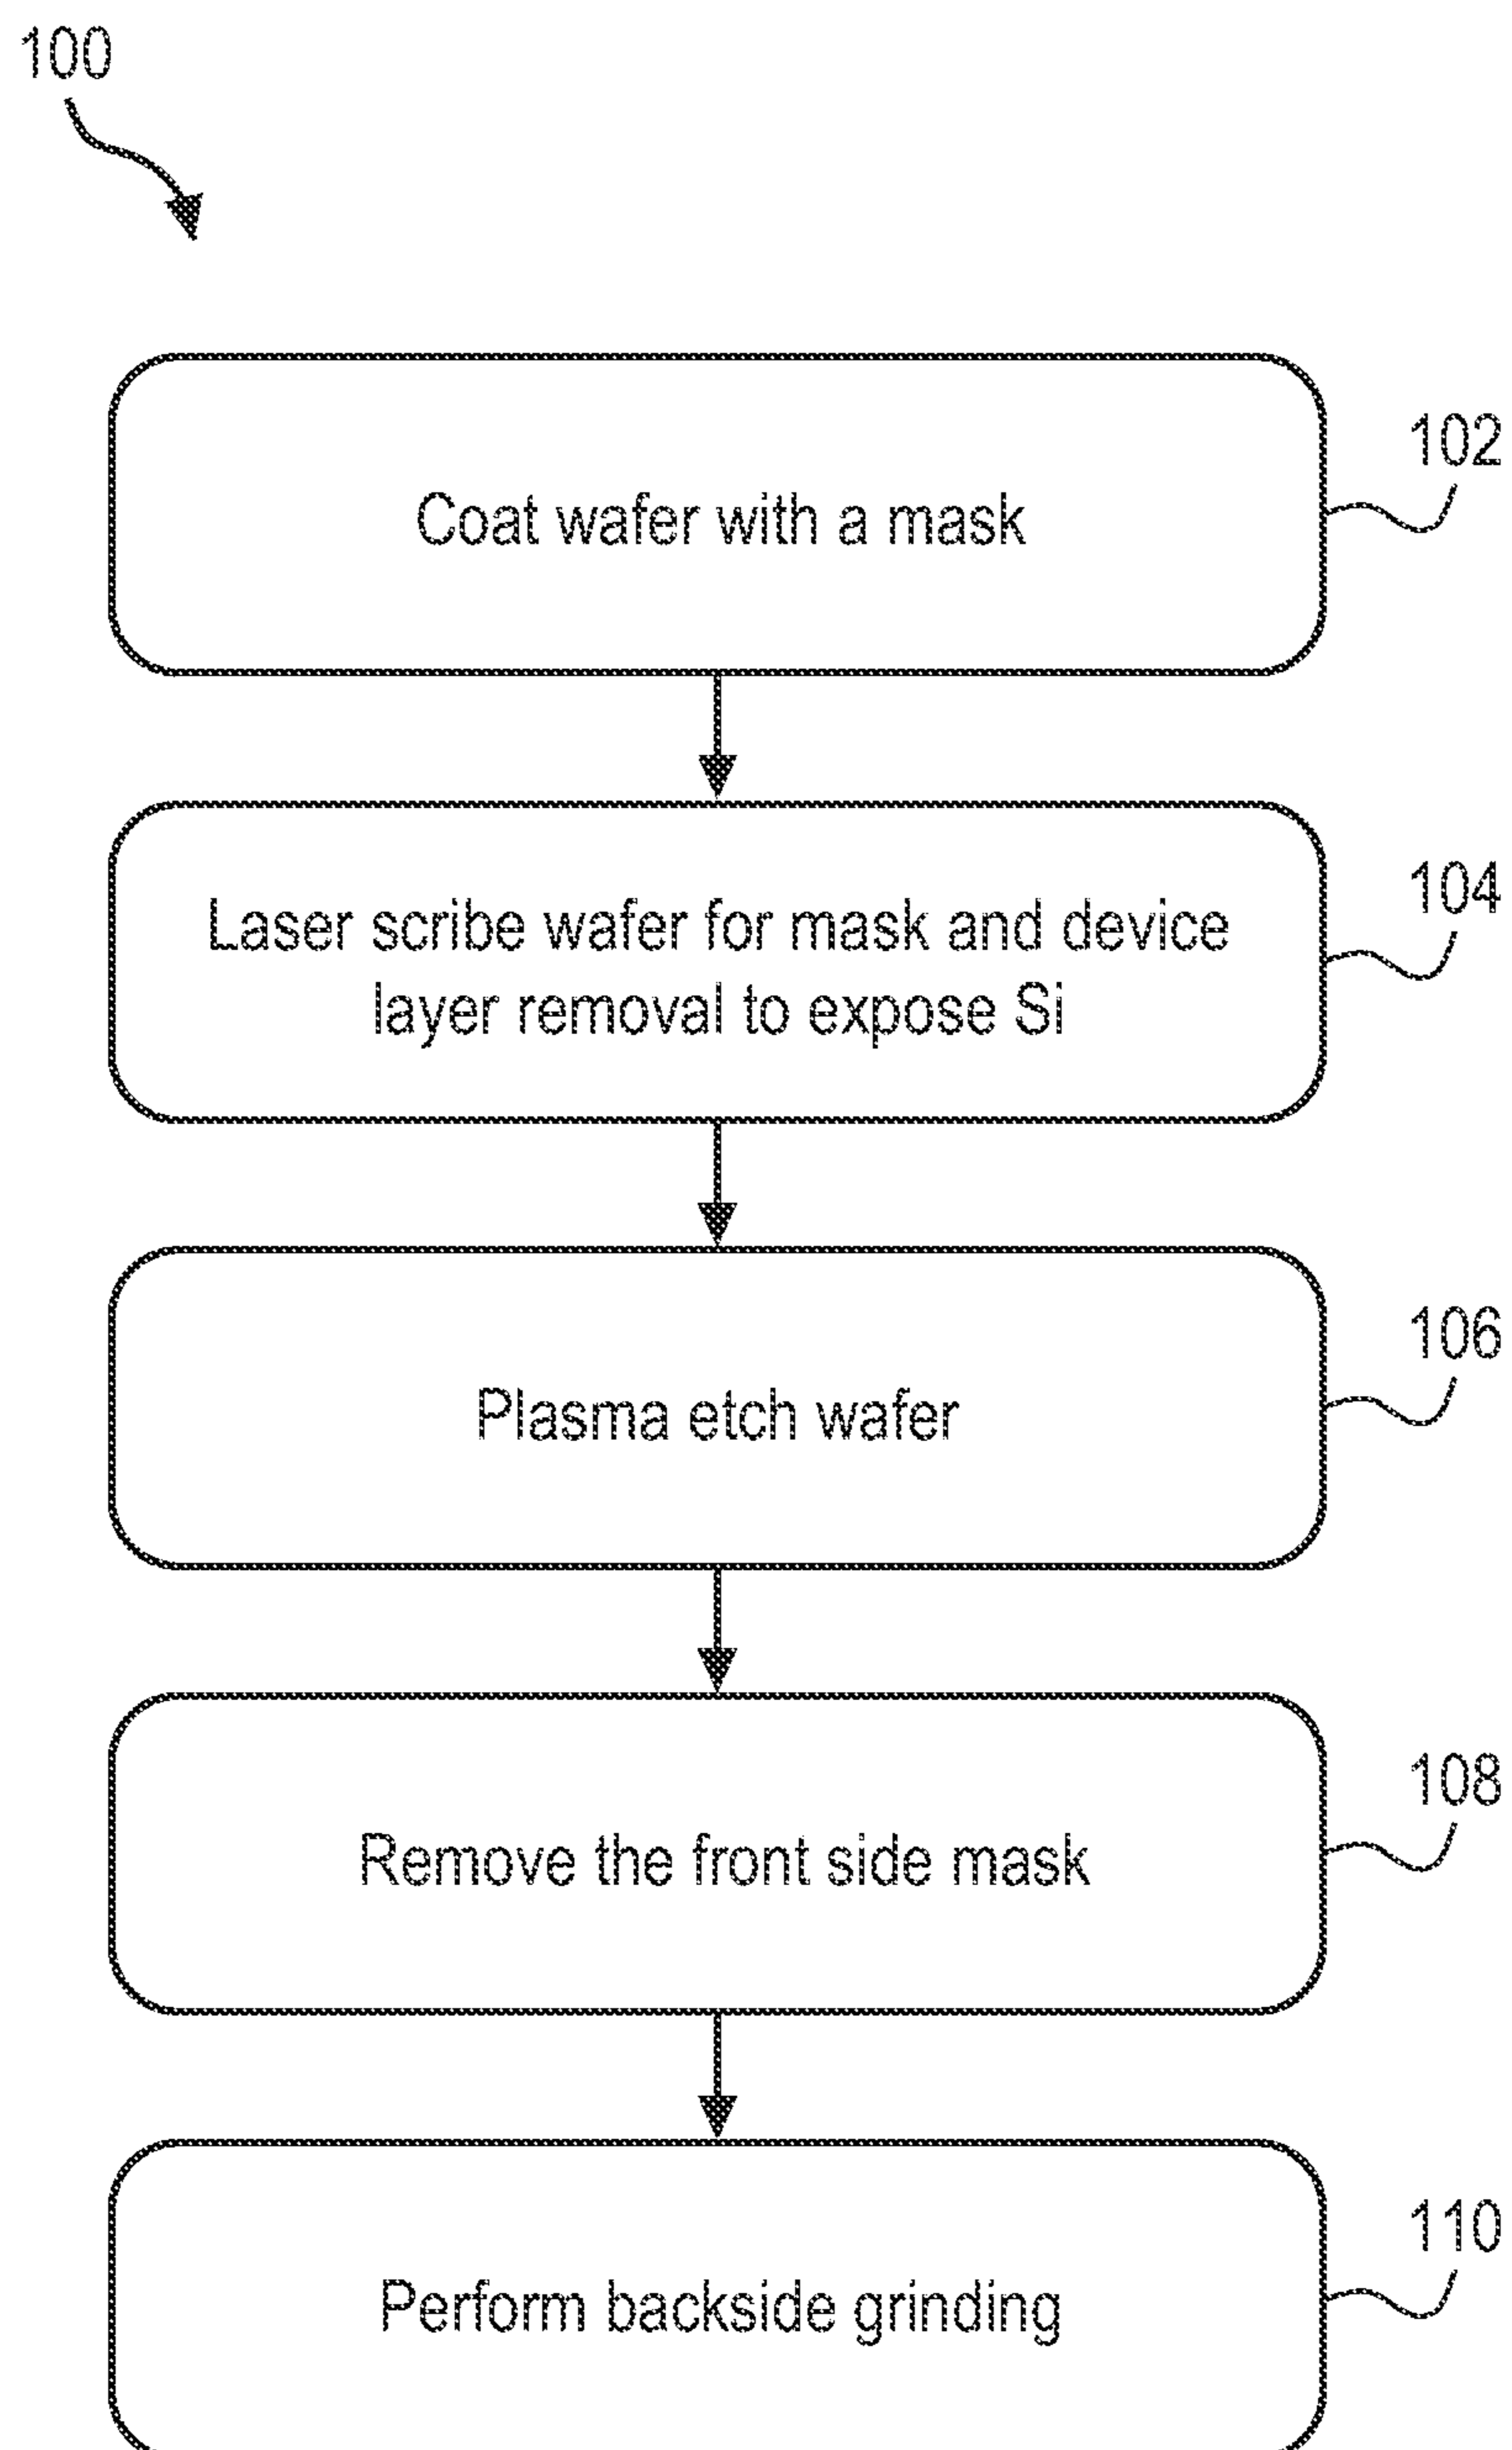 100
Coat wafer with a mask
102
Laser scribe wafer for mask and device
layer removal to expose Si
104
Plasma etch wafer
106
Remove the front side mask
108
Perform backside grinding
110